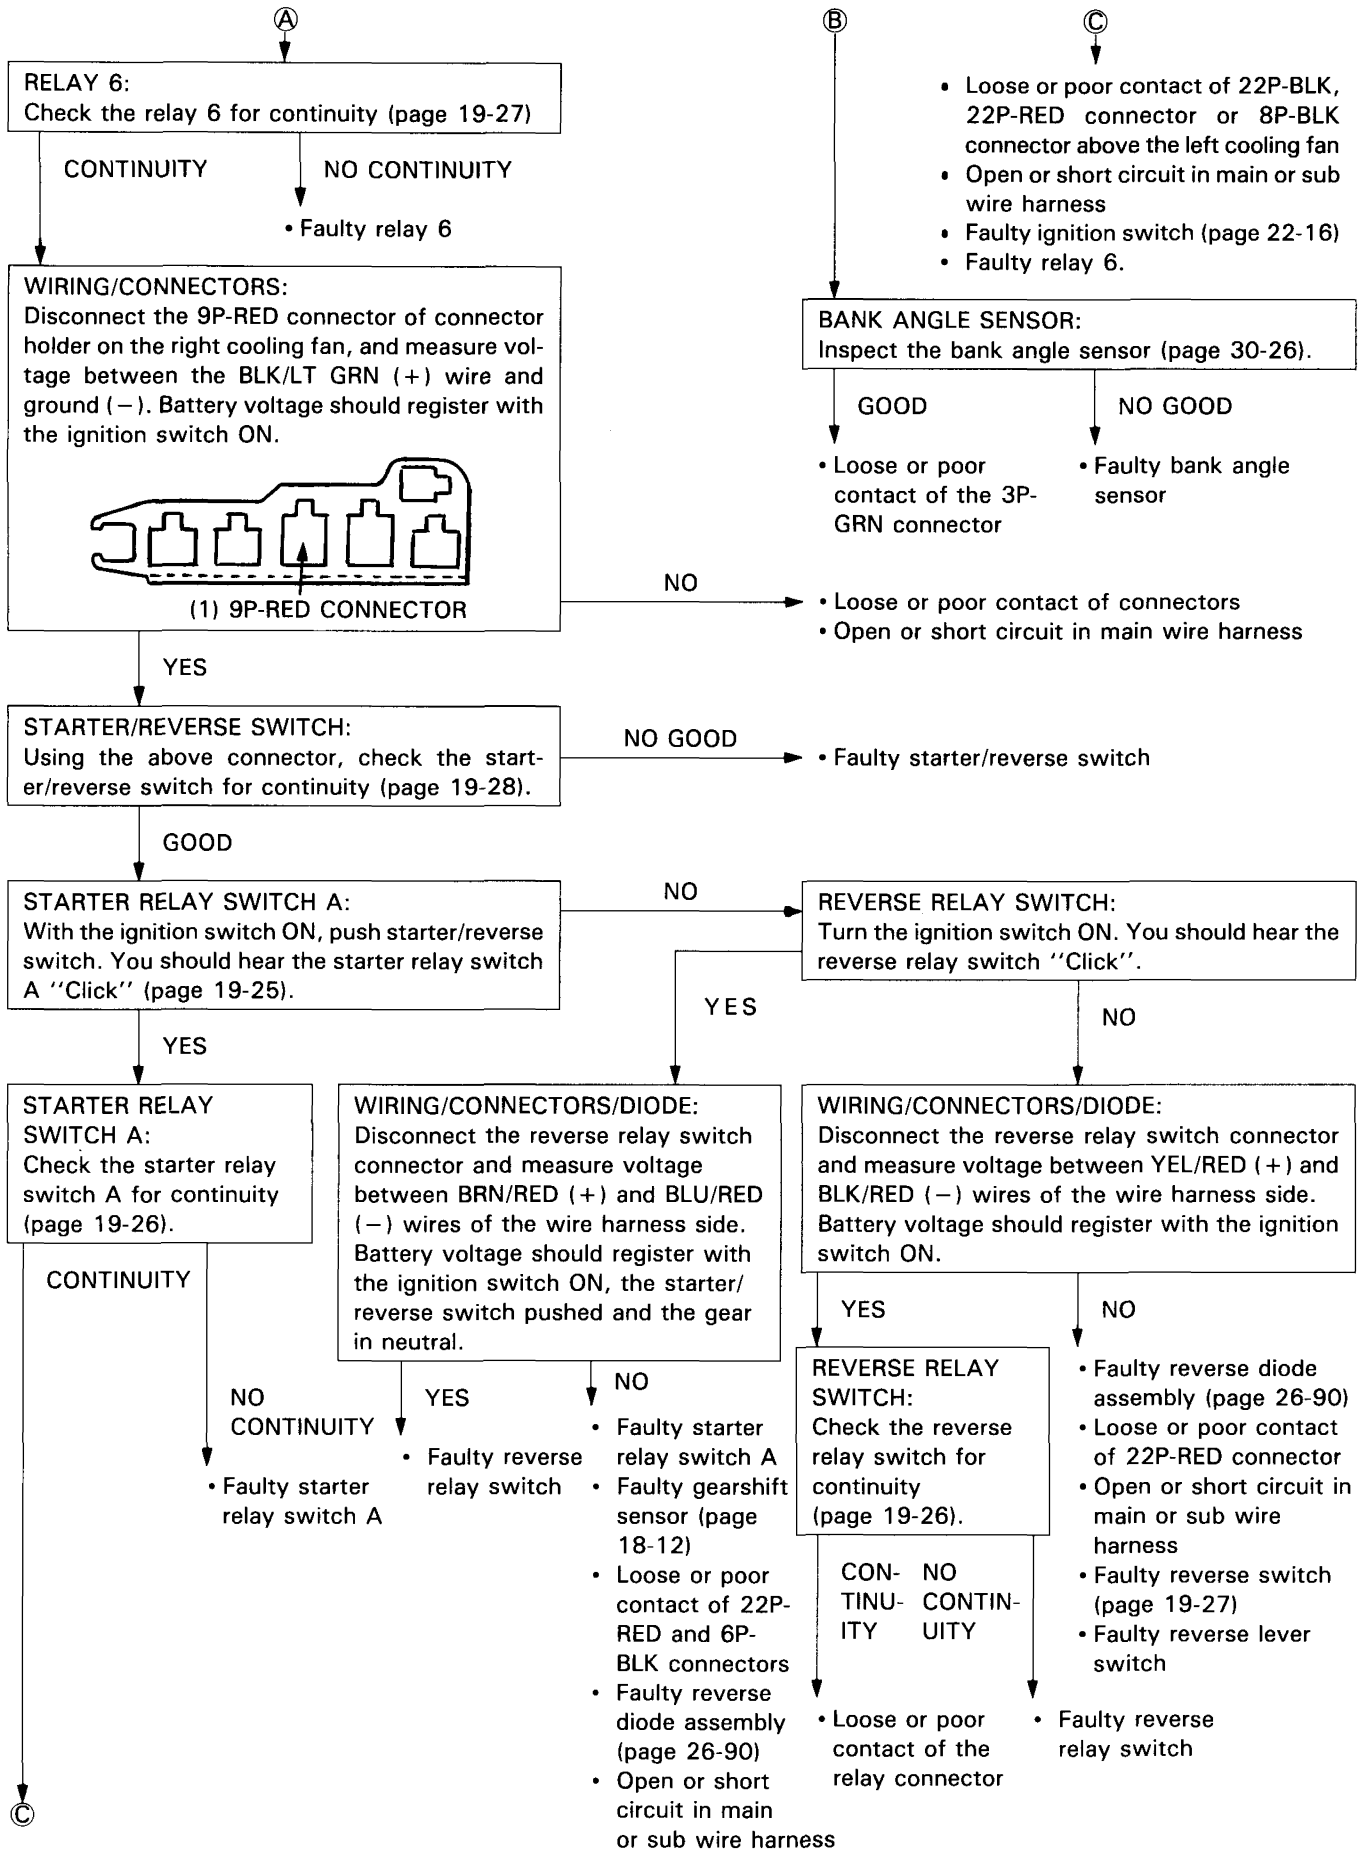 Ⓐ
RELAY 6:
Check the relay 6 for continuity (page 19-27)
CONTINUITY
NO CONTINUITY
• Faulty relay 6
WIRING/CONNECTORS:
Disconnect the 9P-RED connector of connector
holder on the right cooling fan, and measure vol-
tage between the BLK/LT GRN (+) wire and
ground (−). Battery voltage should register with
the ignition switch ON.
(1) 9P-RED CONNECTOR
Ⓑ
BANK ANGLE SENSOR:
Inspect the bank angle sensor (page 30-26).
GOOD
• Loose or poor
contact of the 3P-
GRN connector
NO GOOD
• Faulty bank angle
sensor
Ⓒ
• Loose or poor contact of 22P-BLK,
22P-RED connector or 8P-BLK
connector above the left cooling fan
• Open or short circuit in main or sub
wire harness
• Faulty ignition switch (page 22-16)
• Faulty relay 6.
NO
• Loose or poor contact of connectors
• Open or short circuit in main wire harness
YES
STARTER/REVERSE SWITCH:
Using the above connector, check the start-
er/reverse switch for continuity (page 19-28).
NO GOOD
• Faulty starter/reverse switch
GOOD
STARTER RELAY SWITCH A:
With the ignition switch ON, push starter/reverse
switch. You should hear the starter relay switch
A ''Click'' (page 19-25).
NO
REVERSE RELAY SWITCH:
Turn the ignition switch ON. You should hear the
reverse relay switch ''Click''.
YES
YES
NO
STARTER RELAY
SWITCH A:
Check the starter relay
switch A for continuity
(page 19-26).
CONTINUITY
NO
CONTINUITY
• Faulty starter
relay switch A
Ⓒ
WIRING/CONNECTORS/DIODE:
Disconnect the reverse relay switch
connector and measure voltage
between BRN/RED (+) and BLU/RED
(−) wires of the wire harness side.
Battery voltage should register with
the ignition switch ON, the starter/
reverse switch pushed and the gear
in neutral.
YES
• Faulty reverse
relay switch
NO
• Faulty starter
relay switch A
• Faulty gearshift
sensor (page
18-12)
• Loose or poor
contact of 22P-
RED and 6P-
BLK connectors
• Faulty reverse
diode assembly
(page 26-90)
• Open or short
circuit in main
or sub wire harness
WIRING/CONNECTORS/DIODE:
Disconnect the reverse relay switch connector
and measure voltage between YEL/RED (+) and
BLK/RED (−) wires of the wire harness side.
Battery voltage should register with the ignition
switch ON.
YES
REVERSE RELAY
SWITCH:
Check the reverse
relay switch for
continuity
(page 19-26).
CON-
TINU-
ITY
NO
CONTIN-
UITY
• Loose or poor
contact of the
relay connector
• Faulty reverse
relay switch
NO
• Faulty reverse diode
assembly (page 26-90)
• Loose or poor contact
of 22P-RED connector
• Open or short circuit in
main or sub wire
harness
• Faulty reverse switch
(page 19-27)
• Faulty reverse lever
switch